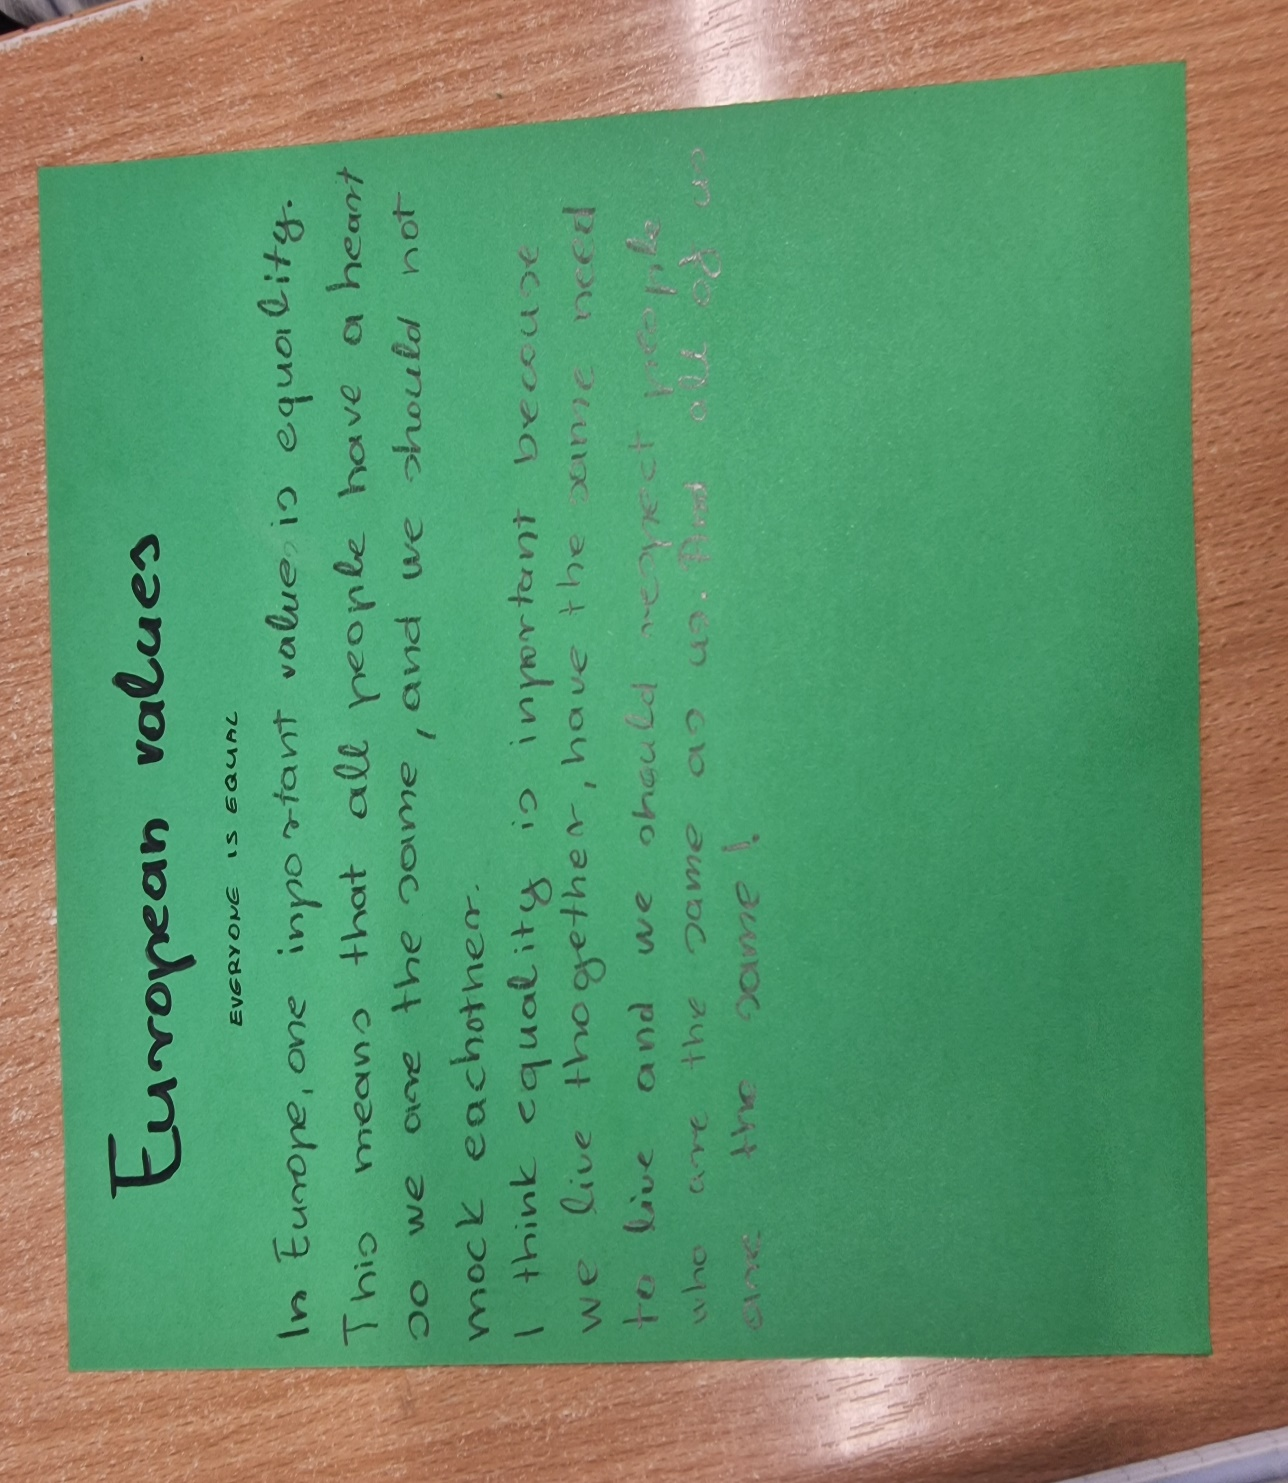 European values
EVERYONE IS EQUAL
In Europe, one inportant value, is equality.
This means that all people have a heart
so we are the same, and we should not
mock eachother.
I think equality is inportant because
we live thogether, have the same need
to live and we should respect people
who are the same as us. And all of us
are the same!